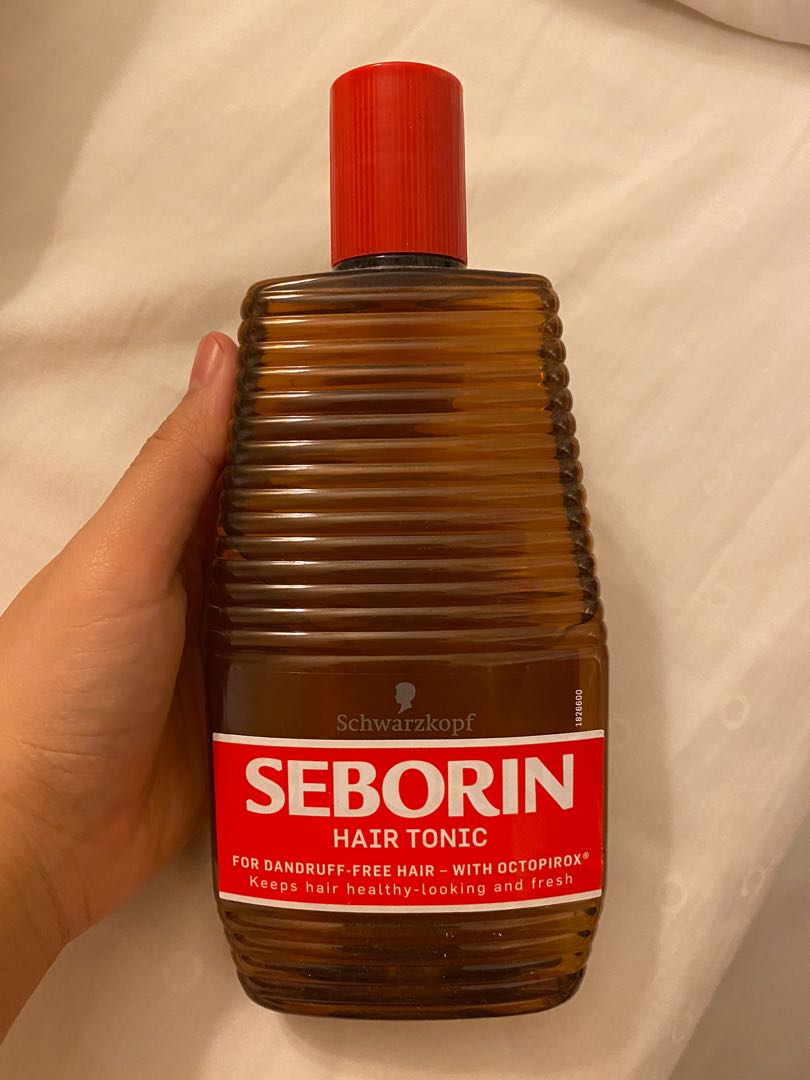 Schwarzkopf
1826600
SEBORIN
HAIR TONIC
FOR DANDRUFF-FREE HAIR – WITH OCTOPIROX®
Keeps hair healthy-looking and fresh